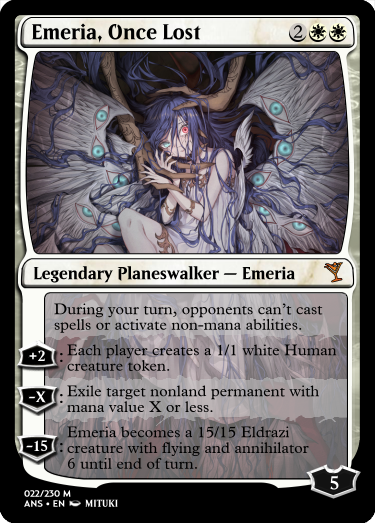 Emeria, Once Lost 2
Legendary Planeswalker — Emeria
During your turn, opponents can't cast
spells or activate non-mana abilities.
+2: Each player creates a 1/1 white Human
creature token.
-X: Exile target nonland permanent with
mana value X or less.
-15: Emeria becomes a 15/15 Eldrazi
creature with flying and annihilator
6 until end of turn.
5
022/230 M
ANS • EN MITUKI